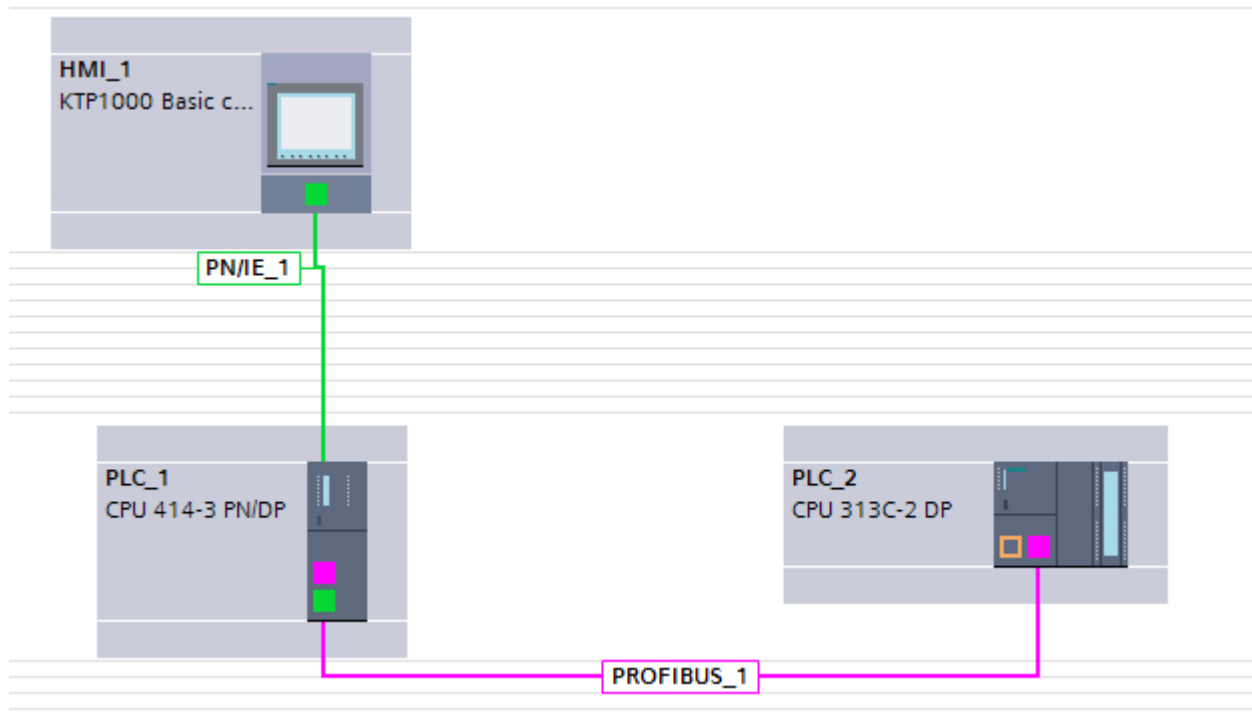 HMI_1
KTP1000 Basic c...
PN/IE_1
PLC_1
CPU 414-3 PN/DP
PLC_2
CPU 313C-2 DP
PROFIBUS_1